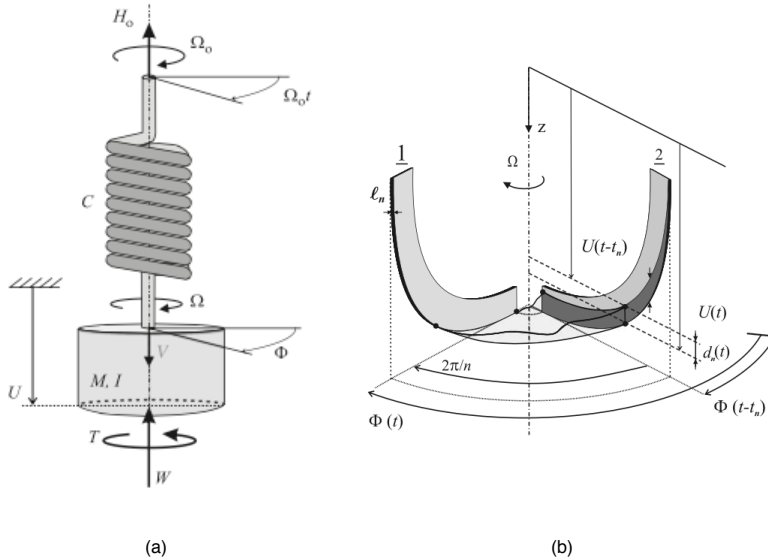 H₀
Ω₀
Ω₀t
C
Ω
V
Φ
M, I
U
T
W
(a)
z
1
2
Ω
ℓₙ
U(t-tₙ)
U(t)
dₙ(t)
2π/n
Φ (t)
Φ (t-tₙ)
(b)